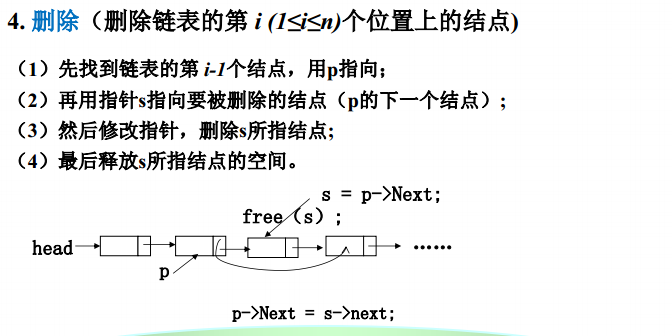 4. 删除（删除链表的第 i (1≤i≤n)个位置上的结点)
（1）先找到链表的第 i-1个结点，用p指向；
（2）再用指针s指向要被删除的结点（p的下一个结点）；
（3）然后修改指针，删除s所指结点;
（4）最后释放s所指结点的空间。
s = p->Next;
free（s）;
head
......
p
p->Next = s->next;